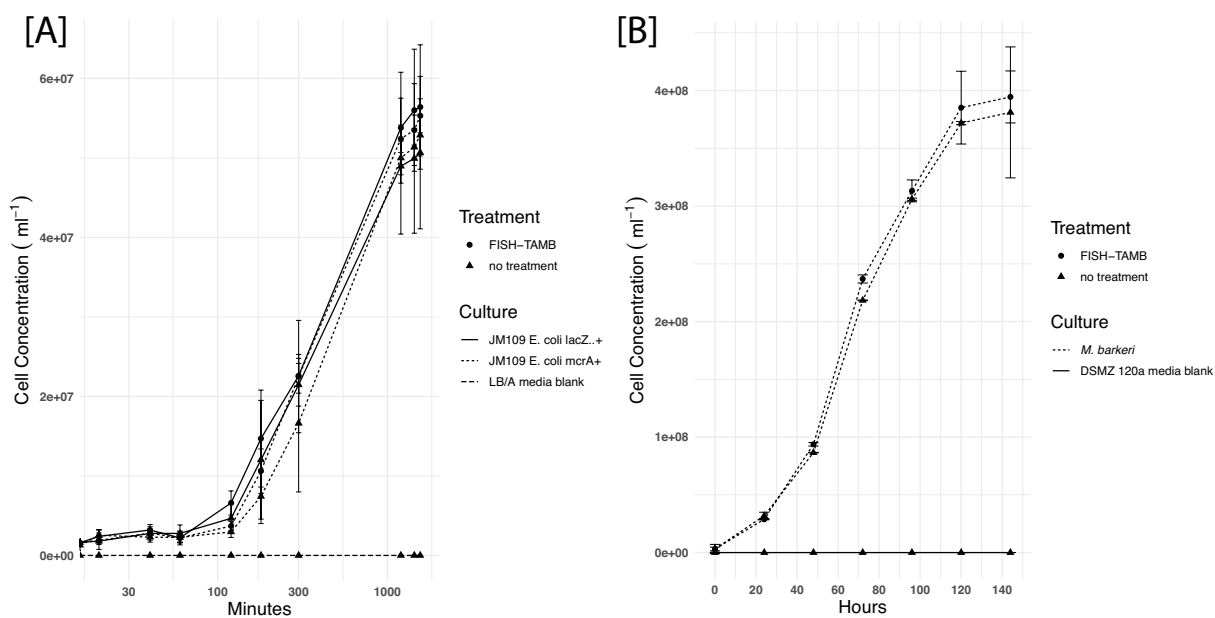 [A]
6e+07
4e+07
2e+07
0e+00
Cell Concentration ( ml⁻¹)
30
100
300
1000
Minutes
Treatment
FISH−TAMB
no treatment
Culture
JM109 E. coli lacZ..+
JM109 E. coli mcrA+
LB/A media blank
[B]
4e+08
3e+08
2e+08
1e+08
0e+00
Cell Concentration ( ml⁻¹)
0
20
40
60
80
100
120
140
Hours
Treatment
FISH−TAMB
no treatment
Culture
M. barkeri
DSMZ 120a media blank